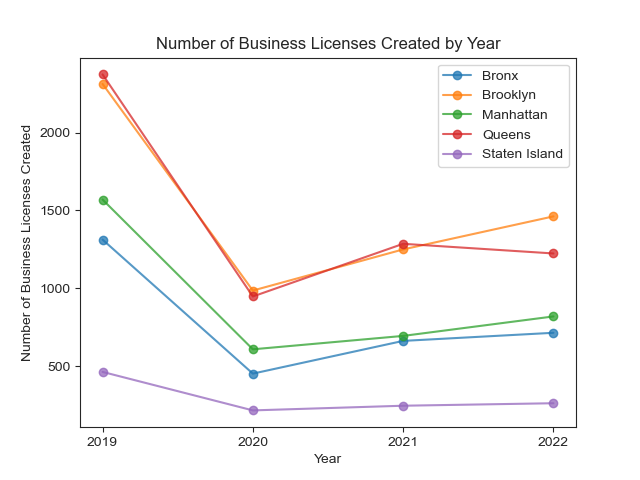 Number of Business Licenses Created by Year
Bronx
Brooklyn
Manhattan
Queens
Staten Island
Number of Business Licenses Created
2000
1500
1000
500
2019
2020
2021
2022
Year